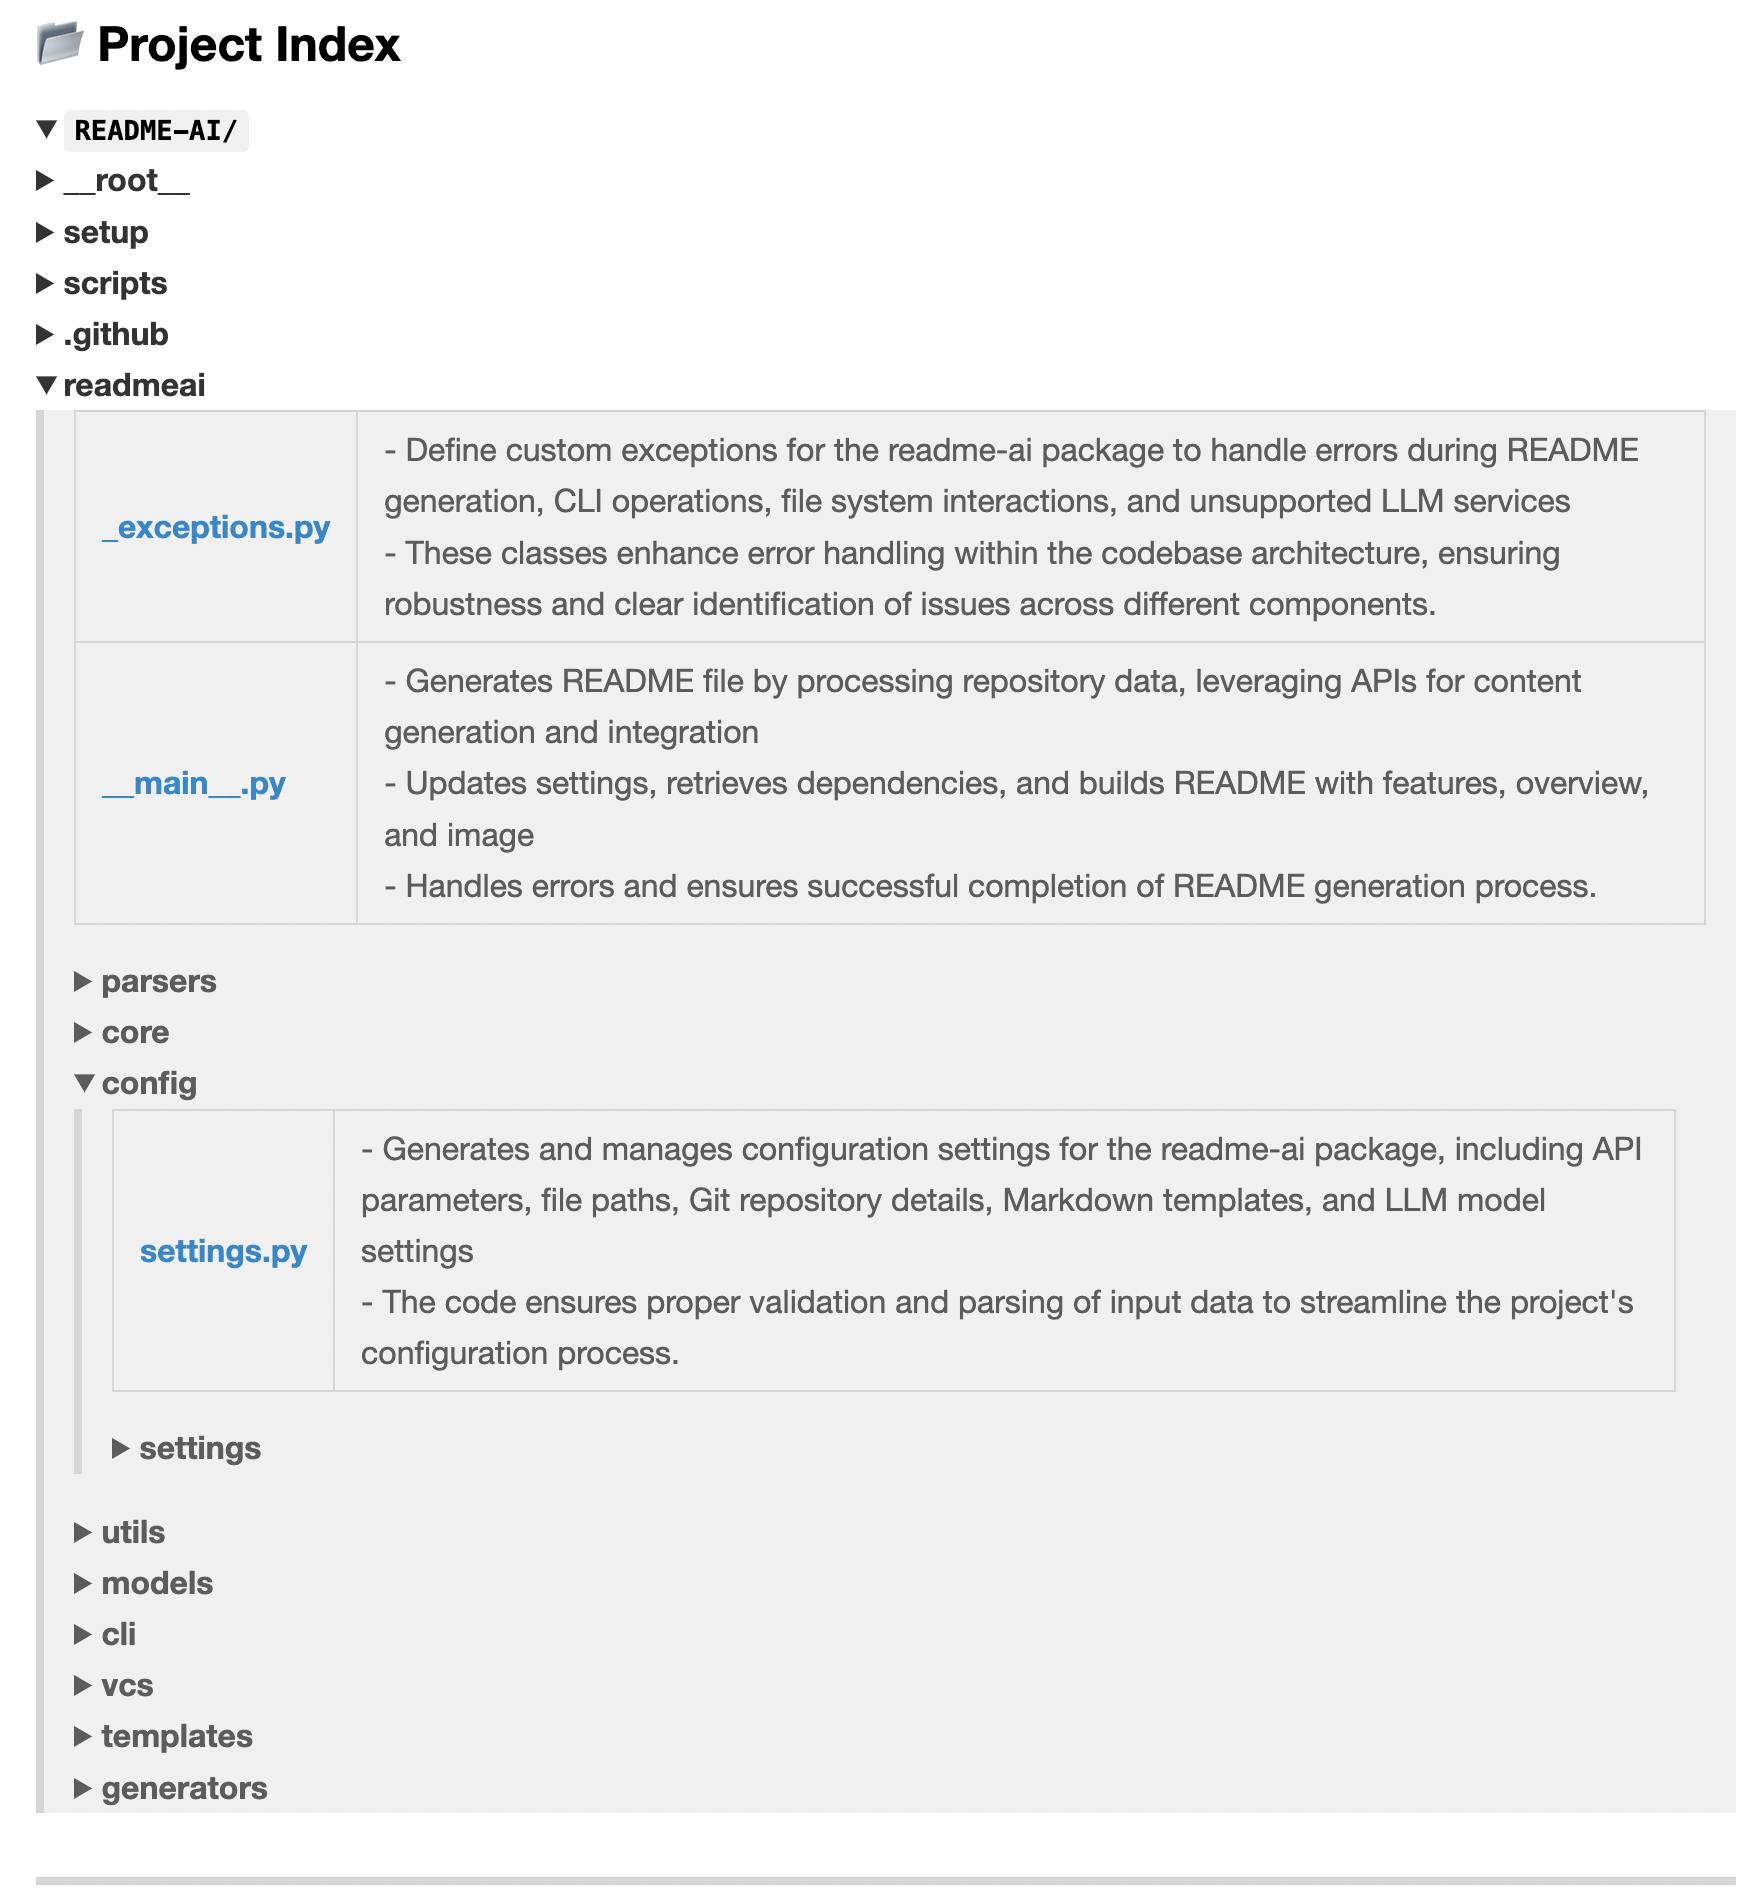 Project Index
README-AI/
__root__
setup
scripts
.github
readmeai
_exceptions.py
- Define custom exceptions for the readme-ai package to handle errors during README
generation, CLI operations, file system interactions, and unsupported LLM services
- These classes enhance error handling within the codebase architecture, ensuring
robustness and clear identification of issues across different components.
__main__.py
- Generates README file by processing repository data, leveraging APIs for content
generation and integration
- Updates settings, retrieves dependencies, and builds README with features, overview,
and image
- Handles errors and ensures successful completion of README generation process.
parsers
core
config
settings.py
- Generates and manages configuration settings for the readme-ai package, including API
parameters, file paths, Git repository details, Markdown templates, and LLM model
settings
- The code ensures proper validation and parsing of input data to streamline the project's
configuration process.
settings
utils
models
cli
vcs
templates
generators